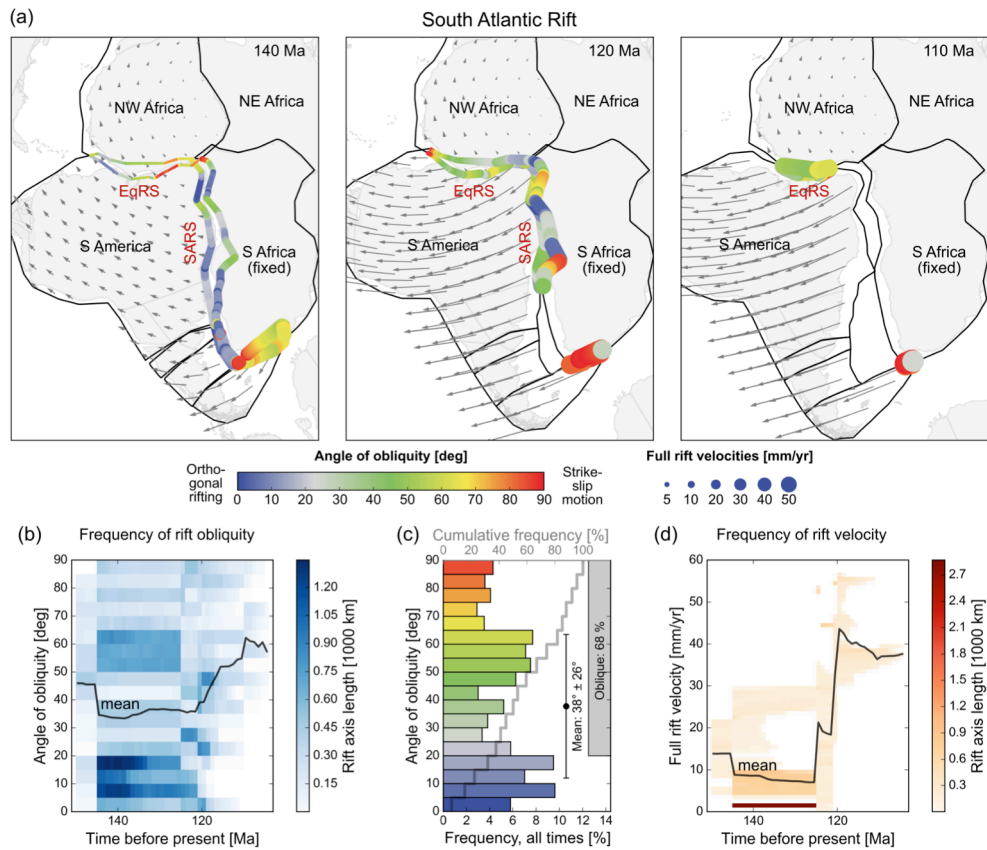 (a)
South Atlantic Rift
140 Ma
NW Africa
NE Africa
EqRS
S America
SARS
S Africa
(fixed)
120 Ma
NW Africa
NE Africa
EqRS
S America
SARS
S Africa
(fixed)
110 Ma
NW Africa
NE Africa
EqRS
S America
S Africa
(fixed)
Angle of obliquity [deg]
Ortho-
gonal
rifting
0 10 20 30 40 50 60 70 80 90
Strike-
slip
motion
Full rift velocities [mm/yr]
5 10 20 30 40 50
(b)
Frequency of rift obliquity
Angle of obliquity [deg]
90
80
70
60
50
40
30
20
10
0
mean
140 120
Time before present [Ma]
1.20
1.05
0.90
0.75
0.60
0.45
0.30
0.15
Rift axis length [1000 km]
(c)
Cumulative frequency [%]
0 20 40 60 80 100
Angle of obliquity [deg]
90
80
70
60
50
40
30
20
10
0
Mean: 38° ± 26°
Oblique: 68 %
0 2 4 6 8 10 12 14
Frequency, all times [%]
(d)
Frequency of rift velocity
Full rift velocity [mm/yr]
60
50
40
30
20
10
0
mean
140 120
Time before present [Ma]
2.7
2.4
2.1
1.8
1.5
1.2
0.9
0.6
0.3
Rift axis length [1000 km]